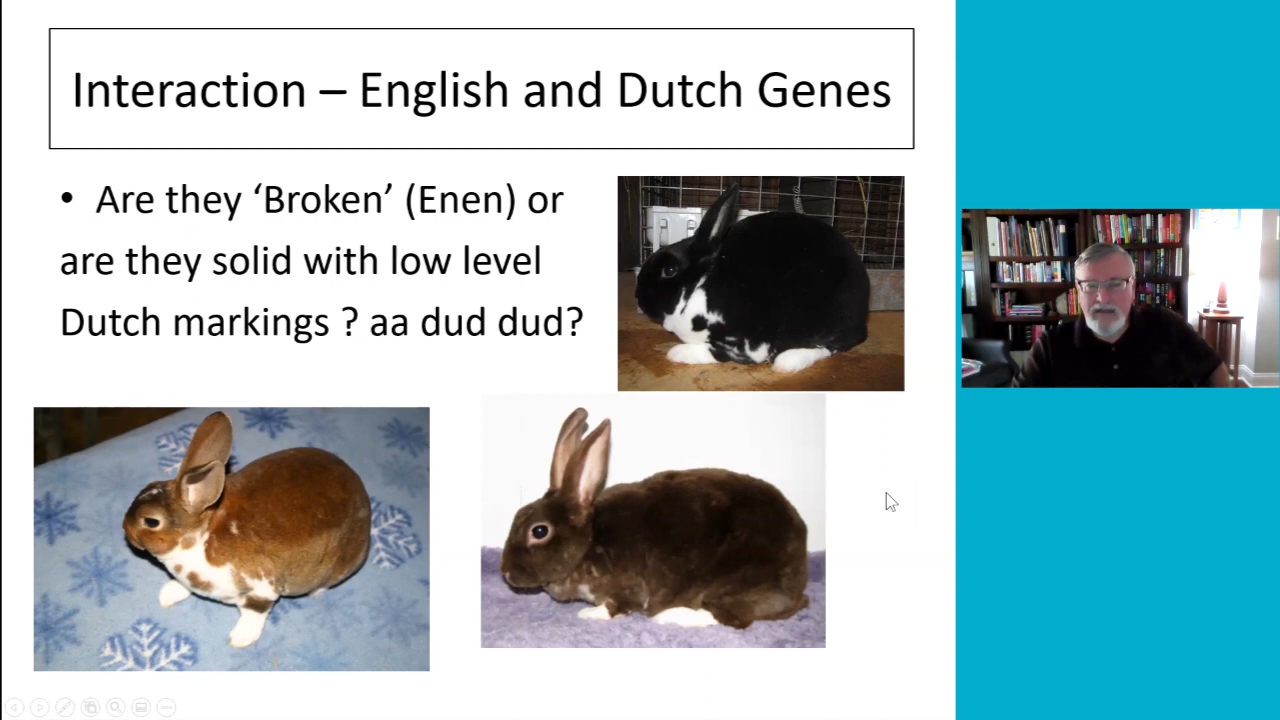 Interaction – English and Dutch Genes
• Are they ‘Broken’ (Enen) or
are they solid with low level
Dutch markings ? aa dud dud?